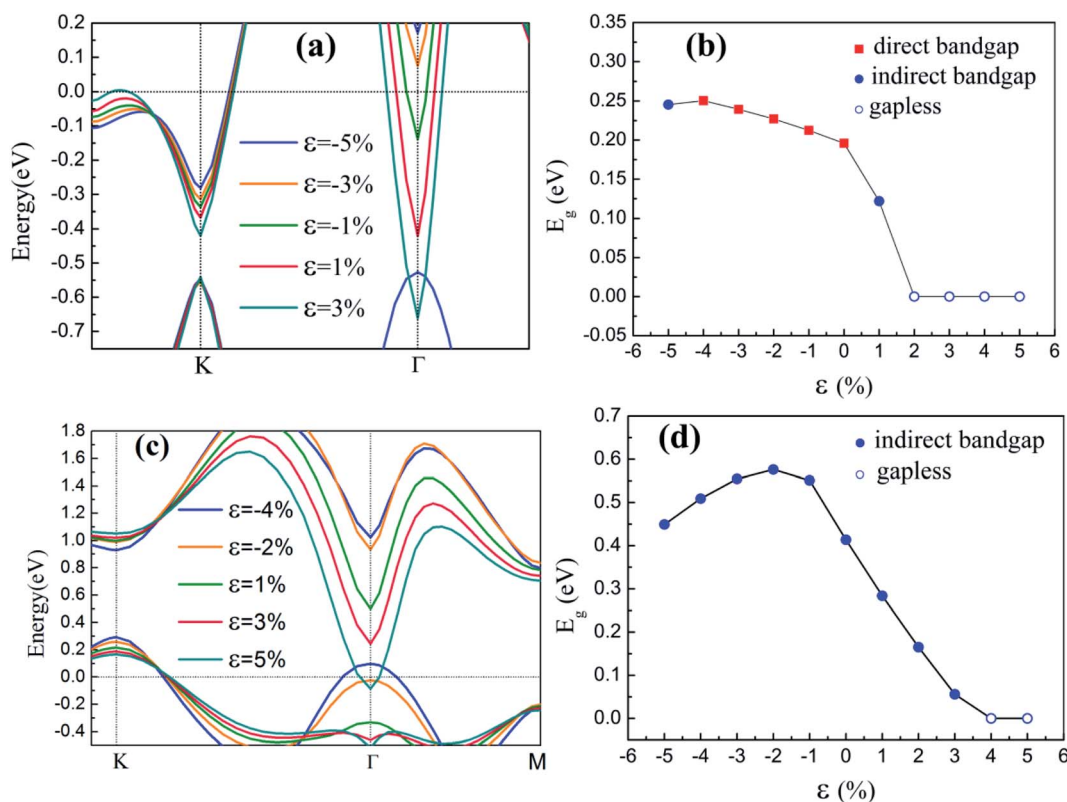 (a)
Energy(eV)
0.2
0.1
0.0
-0.1
-0.2
-0.3
-0.4
-0.5
-0.6
-0.7
ε=-5%
ε=-3%
ε=-1%
ε=1%
ε=3%
K Γ
(b)
direct bandgap
indirect bandgap
gapless
E_g (eV)
0.35
0.30
0.25
0.20
0.15
0.10
0.05
0.00
-0.05
-6 -5 -4 -3 -2 -1 0 1 2 3 4 5 6
ε (%)
(c)
Energy(eV)
1.8
1.6
1.4
1.2
1.0
0.8
0.6
0.4
0.2
0.0
-0.2
-0.4
ε=-4%
ε=-2%
ε=1%
ε=3%
ε=5%
K Γ M
(d)
indirect bandgap
gapless
E_g (eV)
0.7
0.6
0.5
0.4
0.3
0.2
0.1
0.0
-6 -5 -4 -3 -2 -1 0 1 2 3 4 5 6
ε (%)